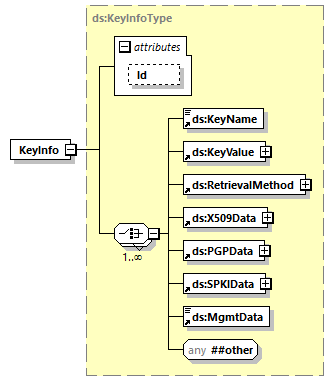 ds:KeyInfoType
attributes
Id
KeyInfo
ds:KeyName
ds:KeyValue
ds:RetrievalMethod
ds:X509Data
1..∞
ds:PGPData
ds:SPKIData
ds:MgmtData
any ##other